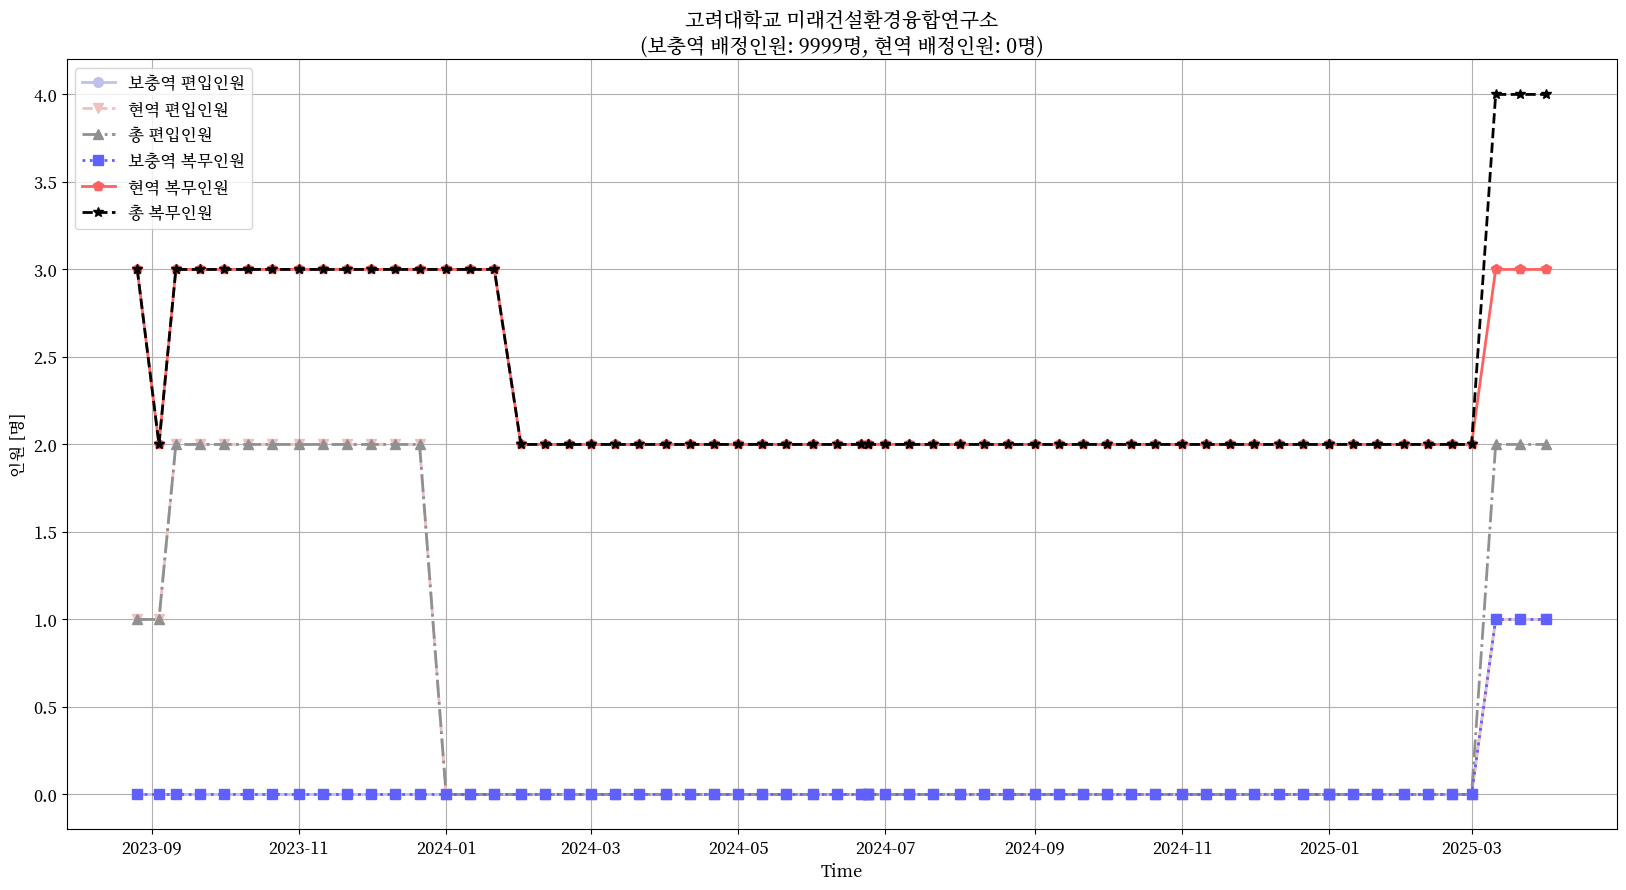 고려대학교 미래건설환경융합연구소
(보충역 배정인원: 9999명, 현역 배정인원: 0명)
보충역 편입인원
현역 편입인원
총 편입인원
보충역 복무인원
현역 복무인원
총 복무인원
4.0
3.5
3.0
2.5
2.0
1.5
1.0
0.5
0.0
인원 [명]
2023-09 2023-11 2024-01 2024-03 2024-05 2024-07 2024-09 2024-11 2025-01 2025-03
Time